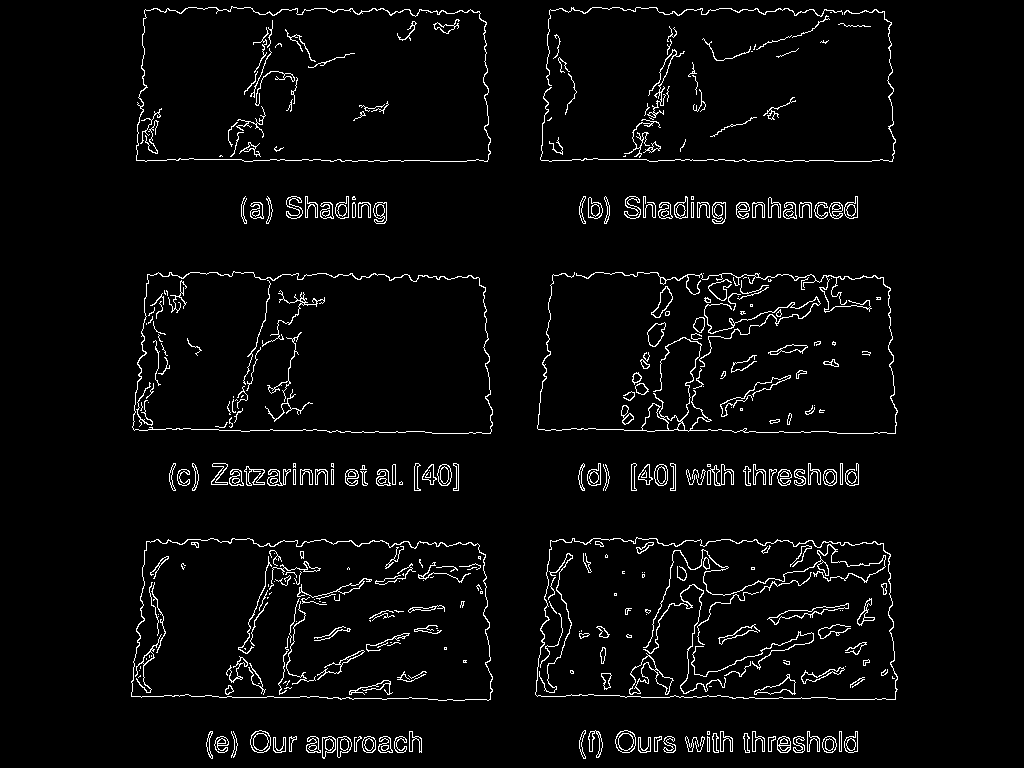 (a) Shading
(b) Shading enhanced
(c) Zatzarinni et al. [40]
(d) [40] with threshold
(e) Our approach
(f) Ours with threshold